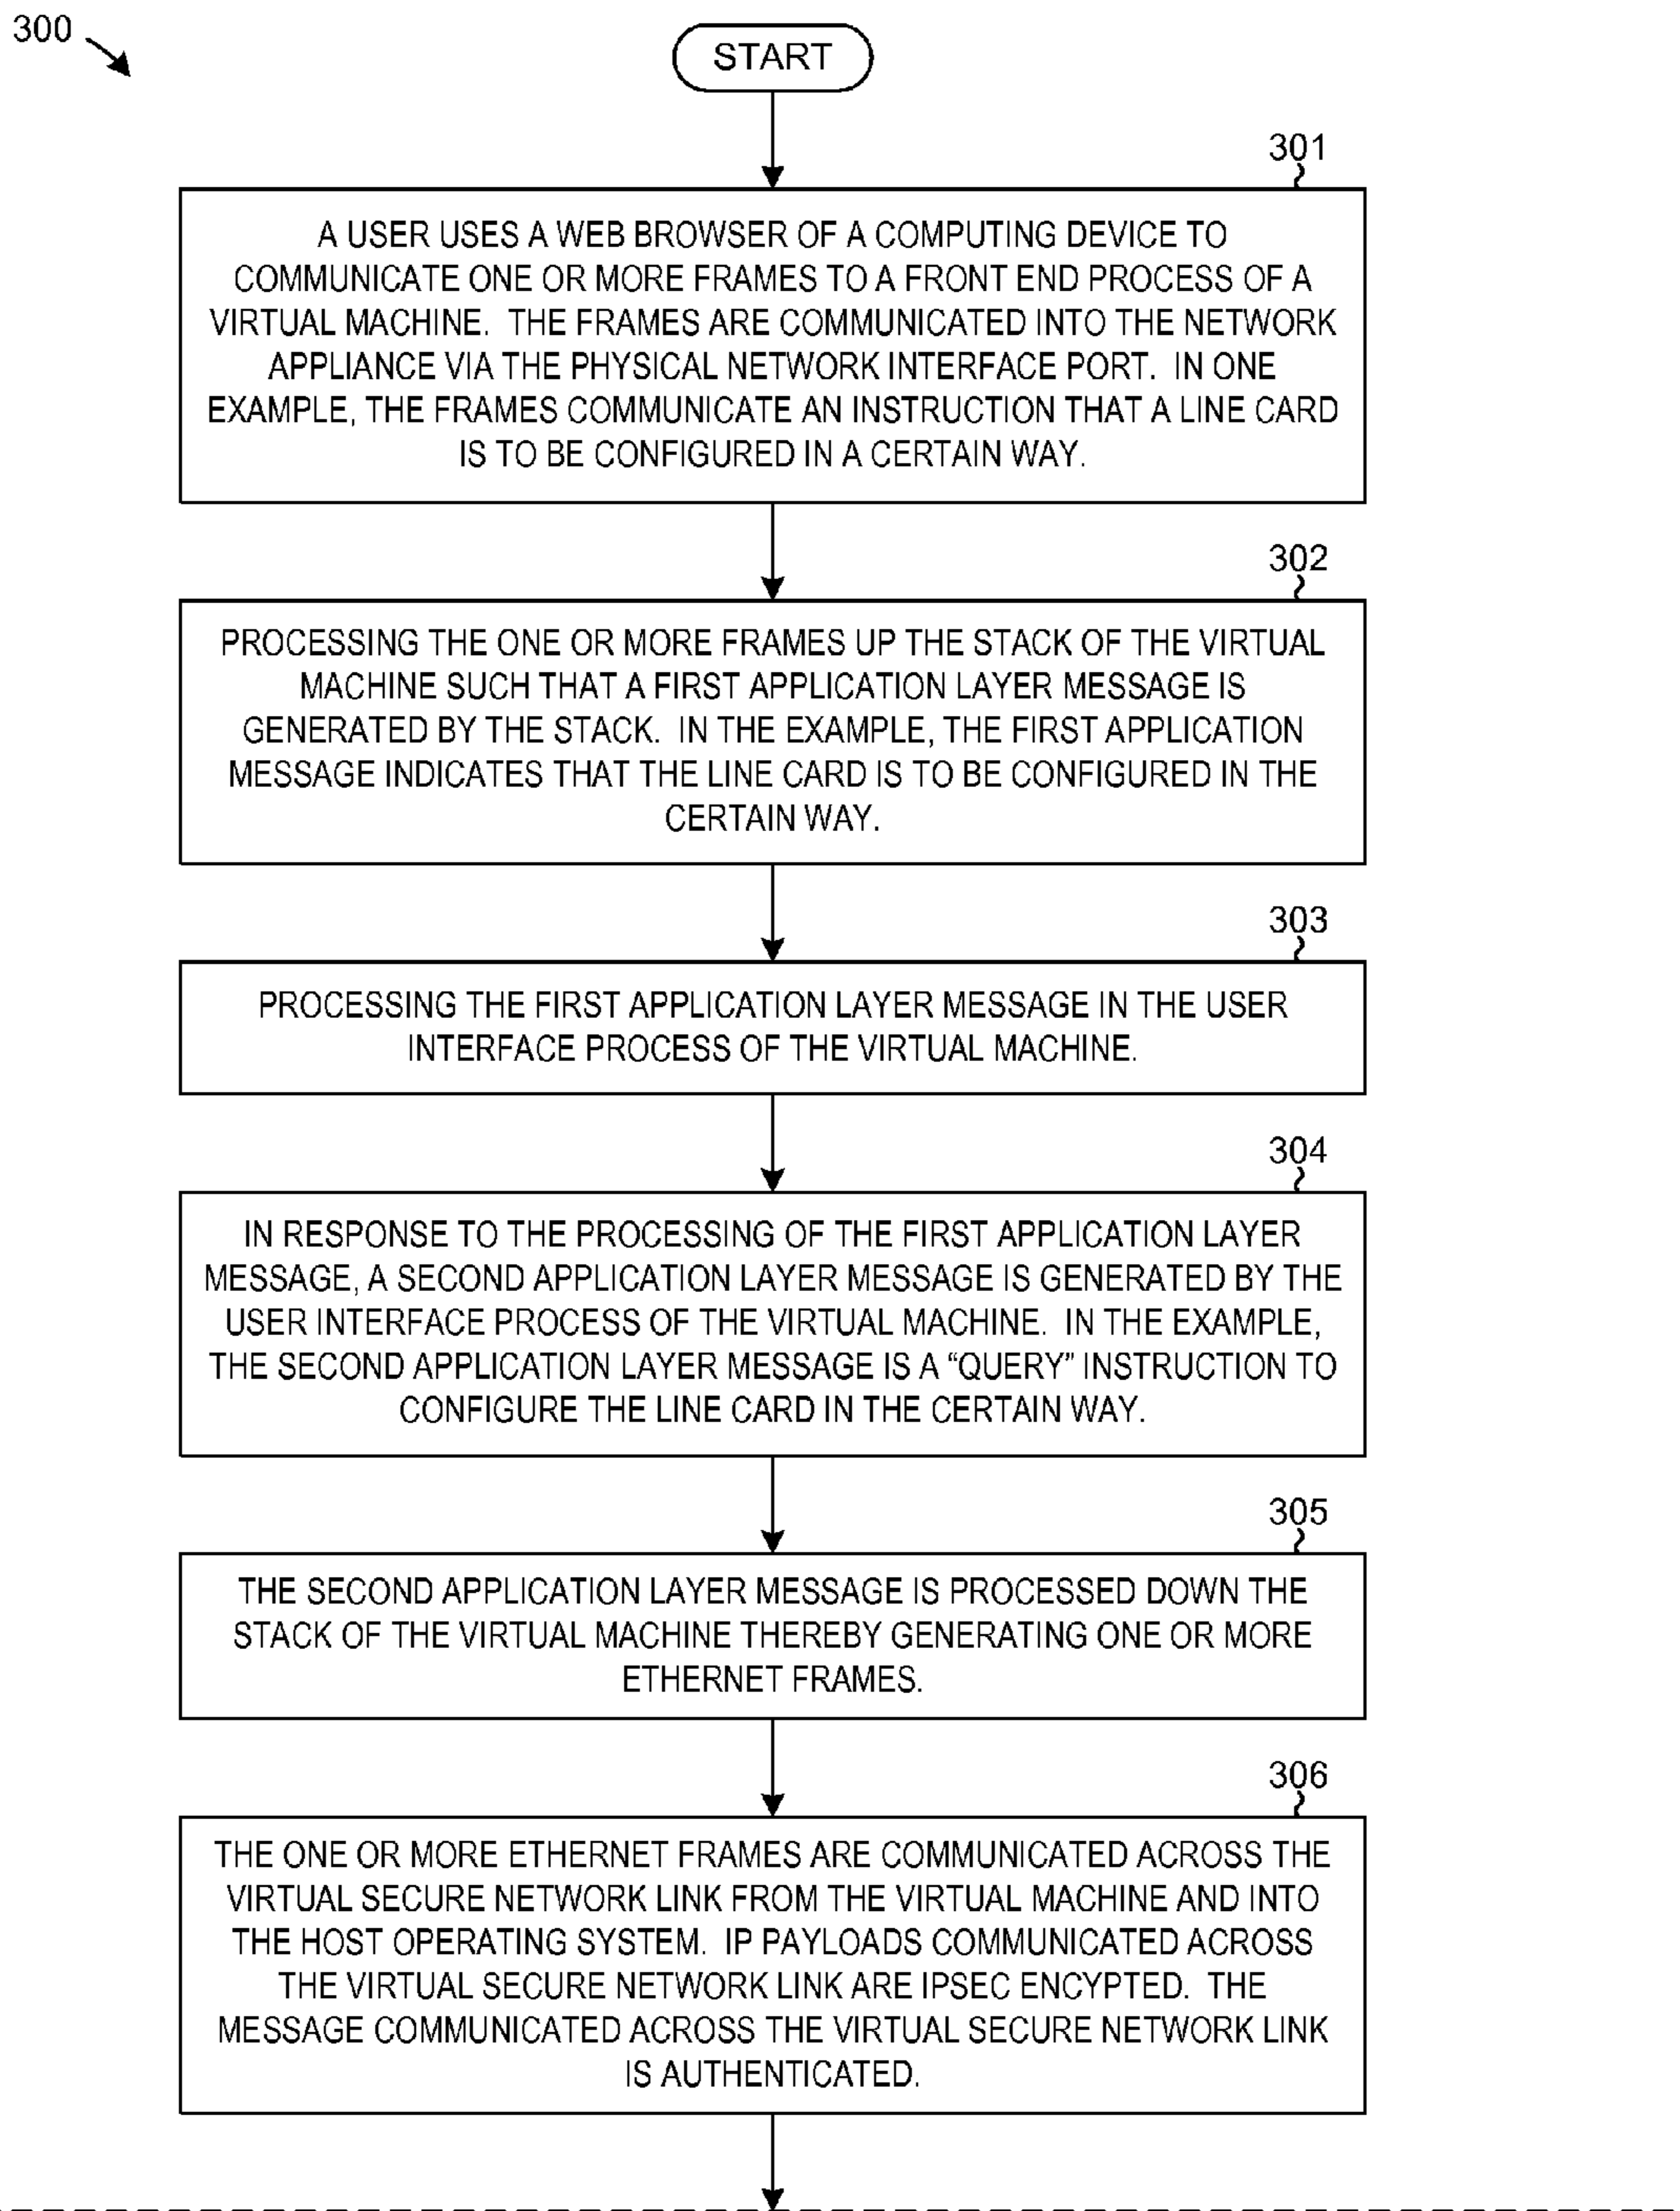 300
START
301
A USER USES A WEB BROWSER OF A COMPUTING DEVICE TO
COMMUNICATE ONE OR MORE FRAMES TO A FRONT END PROCESS OF A
VIRTUAL MACHINE. THE FRAMES ARE COMMUNICATED INTO THE NETWORK
APPLIANCE VIA THE PHYSICAL NETWORK INTERFACE PORT. IN ONE
EXAMPLE, THE FRAMES COMMUNICATE AN INSTRUCTION THAT A LINE CARD
IS TO BE CONFIGURED IN A CERTAIN WAY.
302
PROCESSING THE ONE OR MORE FRAMES UP THE STACK OF THE VIRTUAL
MACHINE SUCH THAT A FIRST APPLICATION LAYER MESSAGE IS
GENERATED BY THE STACK. IN THE EXAMPLE, THE FIRST APPLICATION
MESSAGE INDICATES THAT THE LINE CARD IS TO BE CONFIGURED IN THE
CERTAIN WAY.
303
PROCESSING THE FIRST APPLICATION LAYER MESSAGE IN THE USER
INTERFACE PROCESS OF THE VIRTUAL MACHINE.
304
IN RESPONSE TO THE PROCESSING OF THE FIRST APPLICATION LAYER
MESSAGE, A SECOND APPLICATION LAYER MESSAGE IS GENERATED BY THE
USER INTERFACE PROCESS OF THE VIRTUAL MACHINE. IN THE EXAMPLE,
THE SECOND APPLICATION LAYER MESSAGE IS A “QUERY” INSTRUCTION TO
CONFIGURE THE LINE CARD IN THE CERTAIN WAY.
305
THE SECOND APPLICATION LAYER MESSAGE IS PROCESSED DOWN THE
STACK OF THE VIRTUAL MACHINE THEREBY GENERATING ONE OR MORE
ETHERNET FRAMES.
306
THE ONE OR MORE ETHERNET FRAMES ARE COMMUNICATED ACROSS THE
VIRTUAL SECURE NETWORK LINK FROM THE VIRTUAL MACHINE AND INTO
THE HOST OPERATING SYSTEM. IP PAYLOADS COMMUNICATED ACROSS
THE VIRTUAL SECURE NETWORK LINK ARE IPSEC ENCYPTED. THE
MESSAGE COMMUNICATED ACROSS THE VIRTUAL SECURE NETWORK LINK
IS AUTHENTICATED.